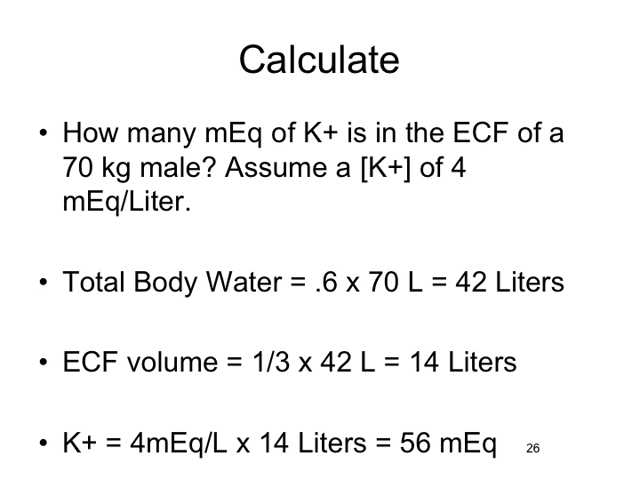 Calculate
• How many mEq of K+ is in the ECF of a
70 kg male? Assume a [K+] of 4
mEq/Liter.
• Total Body Water = .6 x 70 L = 42 Liters
• ECF volume = 1/3 x 42 L = 14 Liters
• K+ = 4mEq/L x 14 Liters = 56 mEq
26